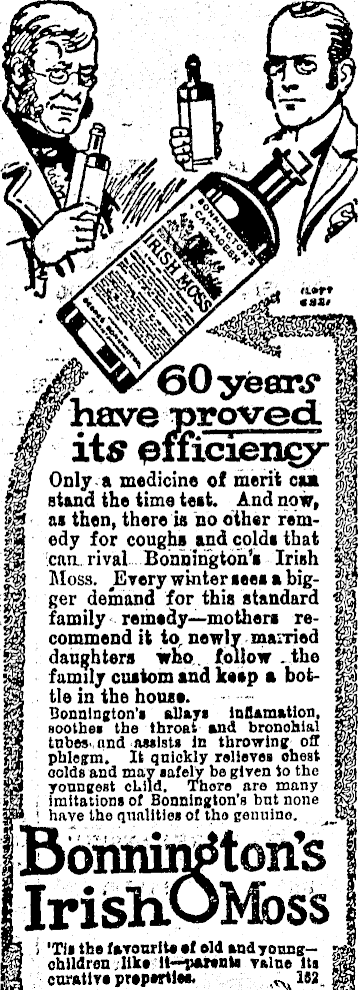 BONNINGTON'S
CARRAGEEN
IRISH MOSS
60 years
have proved
its efficiency
Only a medicine of merit can
stand the time test. And now,
as then, there is no other rem-
edy for coughs and colds that
can rival Bonnington's Irish
Moss. Every winter sees a big-
ger demand for this standard
family remedy—mothers re-
commend it to newly married
daughters who follow the
family custom and keep a bot-
tle in the house.
Bonnington's allays inflamation,
soothes the throat and bronchial
tubes and assists in throwing off
phlegm. It quickly relieves chest
colds and may safely be given to the
youngest child. There are many
imitations of Bonnington's but none
have the qualities of the genuine.
Bonnington's
Irish Moss
'Tis the favourite of old and young—
children like it—parents value its
curative properties. 152